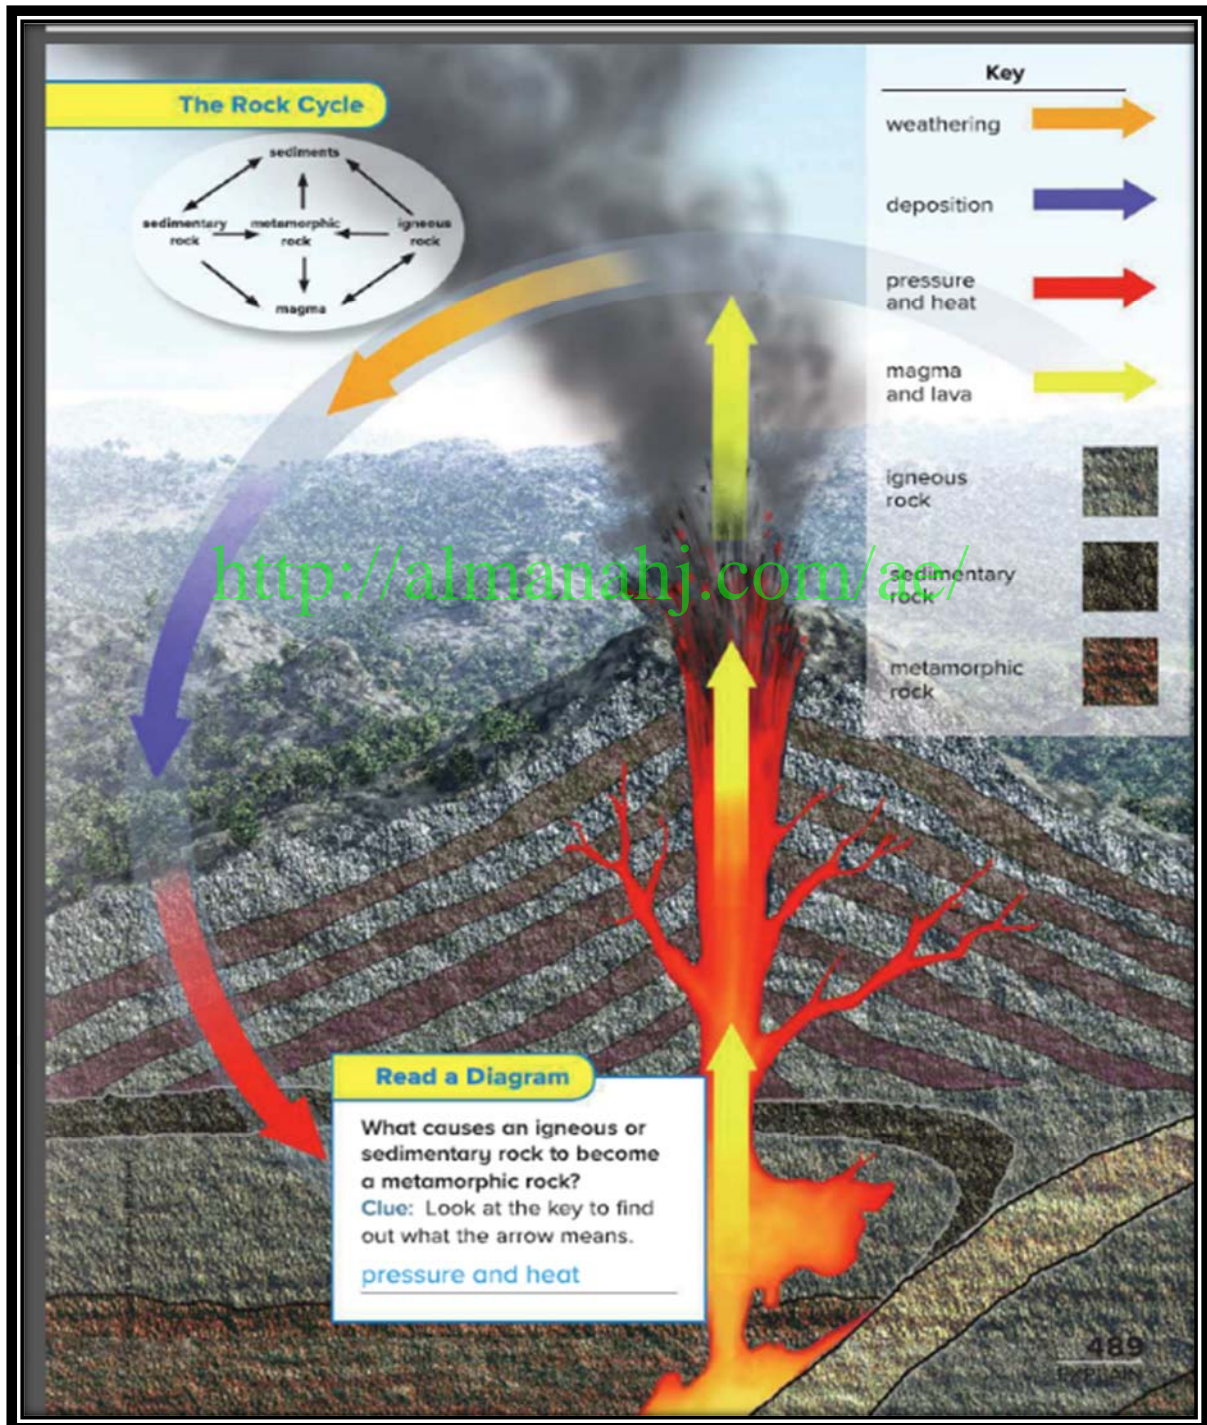 The Rock Cycle
sediments
sedimentary rock
metamorphic rock
igneous rock
magma
Key
weathering
deposition
pressure
and heat
magma
and lava
igneous
rock
sedimentary
rock
metamorphic
rock
http://almanahj.com/ae/
Read a Diagram
What causes an igneous or
sedimentary rock to become
a metamorphic rock?
Clue: Look at the key to find
out what the arrow means.
pressure and heat
489
EXPLAIN